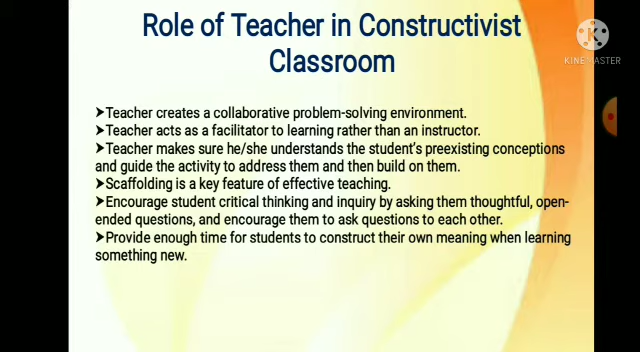 Role of Teacher in Constructivist
Classroom
KINEMASTER
➤Teacher creates a collaborative problem-solving environment.
➤Teacher acts as a facilitator to learning rather than an instructor.
➤Teacher makes sure he/she understands the student's preexisting conceptions
and guide the activity to address them and then build on them.
➤Scaffolding is a key feature of effective teaching.
➤Encourage student critical thinking and inquiry by asking them thoughtful, open-
ended questions, and encourage them to ask questions to each other.
➤Provide enough time for students to construct their own meaning when learning
something new.